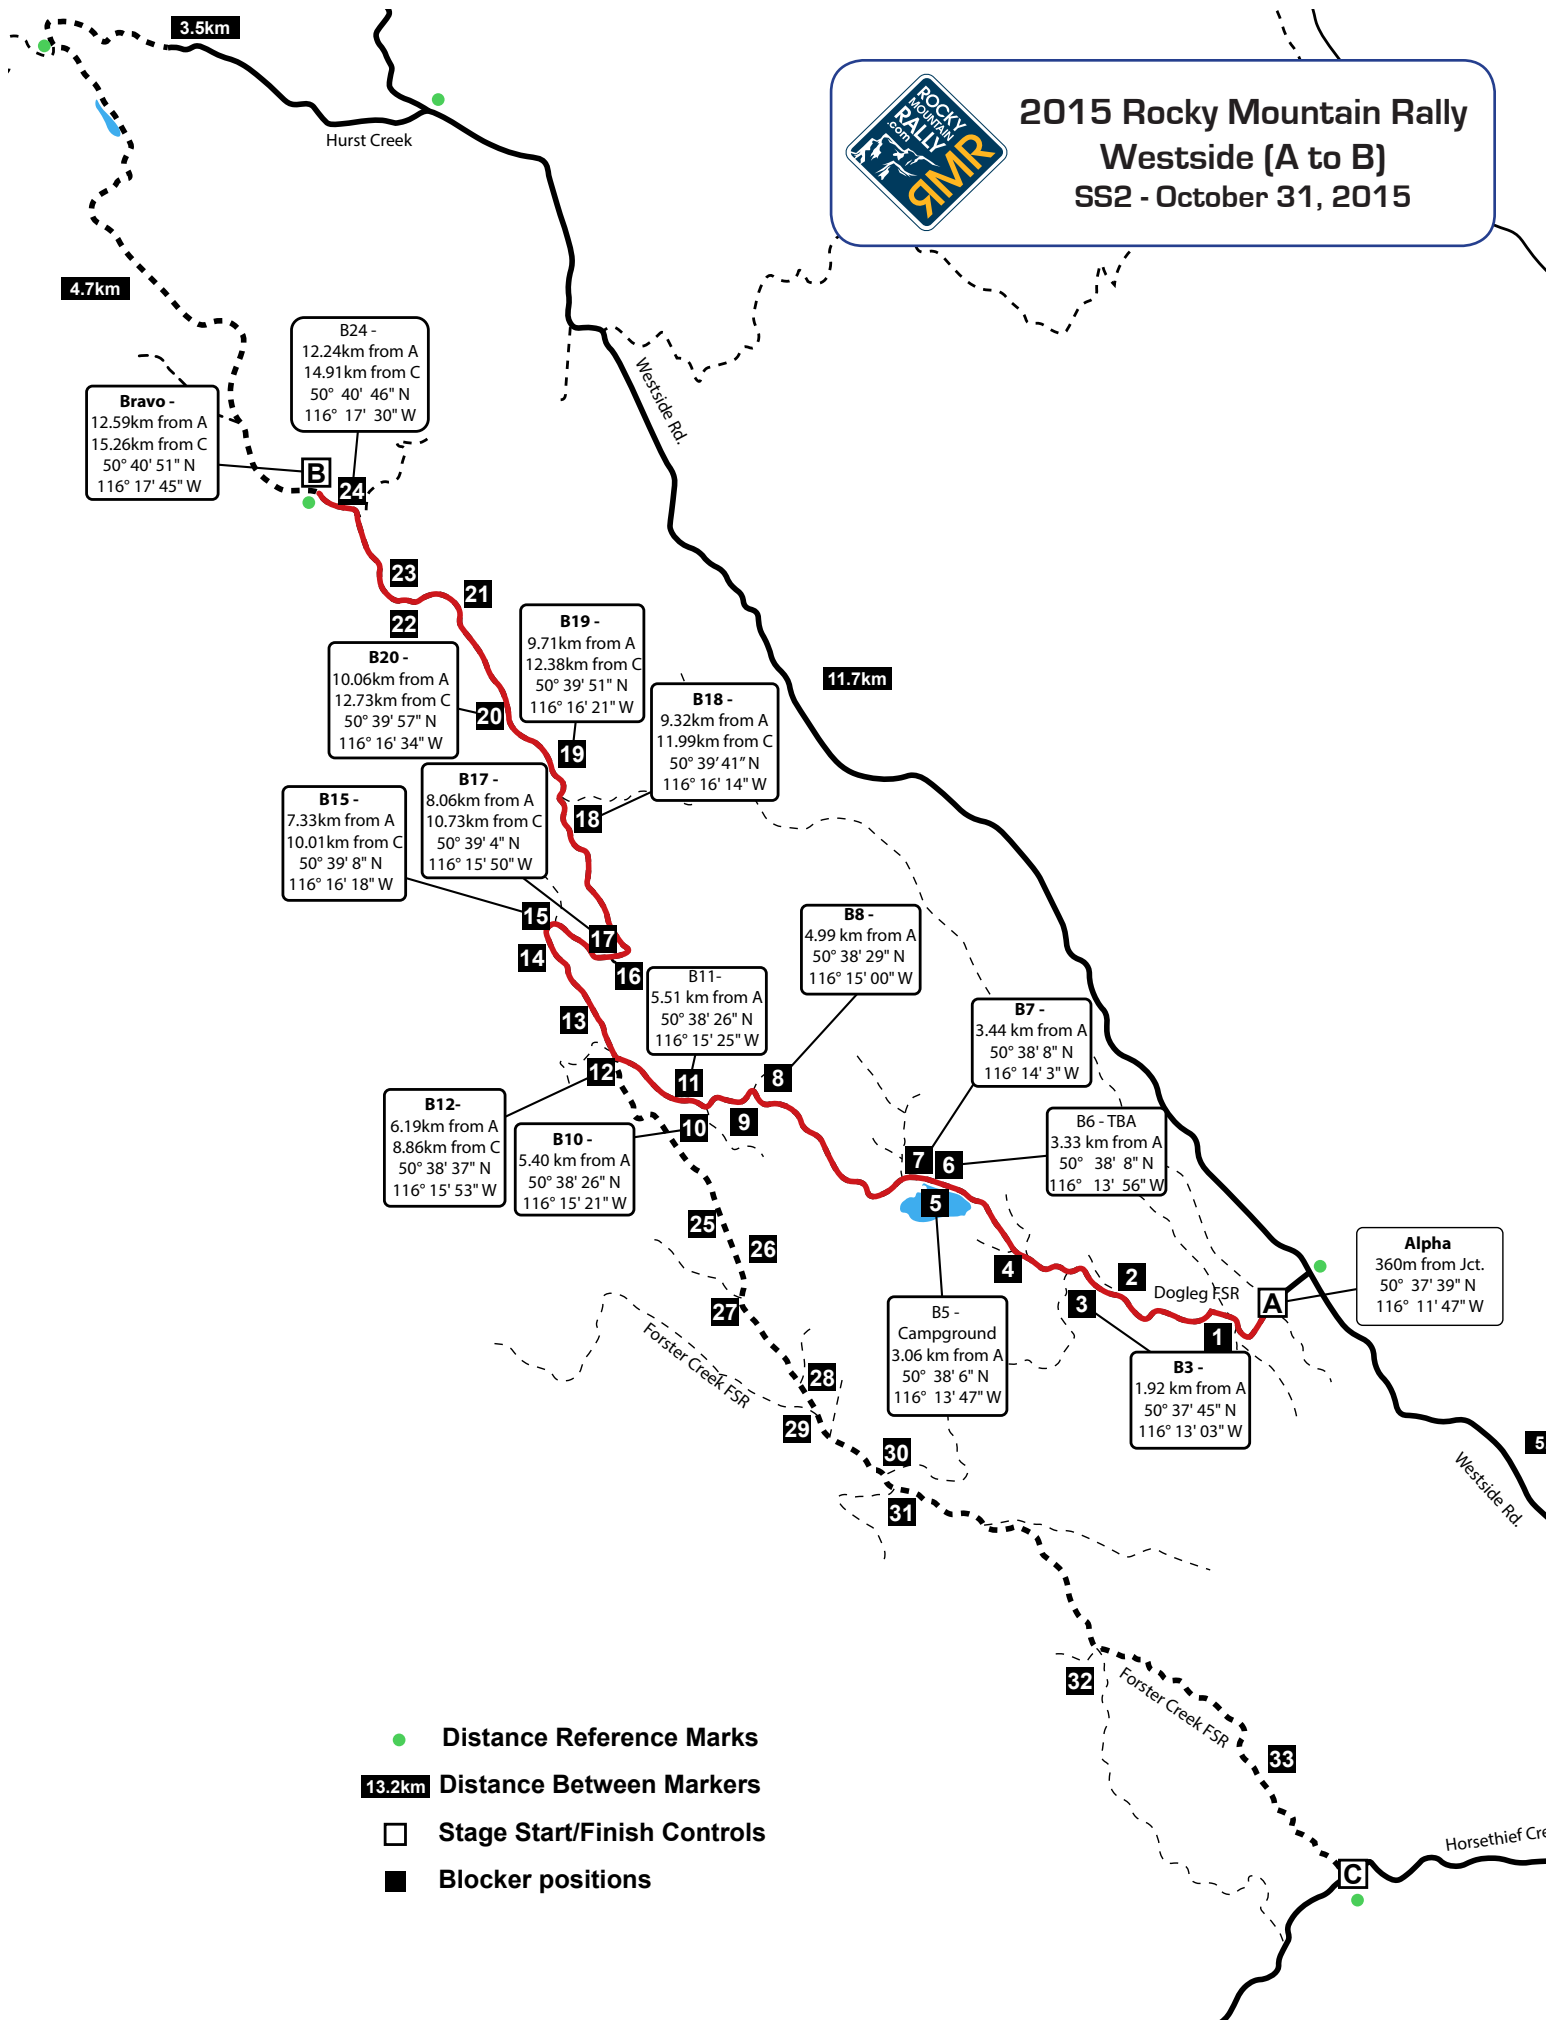 3.5km
Hurst Creek
ROCKY
MOUNTAIN
RALLY
.com
RMR
2015 Rocky Mountain Rally
Westside (A to B)
SS2 - October 31, 2015
4.7km
B24 -
12.24km from A
14.91km from C
50° 40' 46" N
116° 17' 30" W
Westside Rd.
Bravo -
12.59km from A
15.26km from C
50° 40' 51" N
116° 17' 45" W
B
24
23
21
22
B19 -
9.71km from A
12.38km from C
50° 39' 51" N
116° 16' 21" W
11.7km
B20 -
10.06km from A
12.73km from C
50° 39' 57" N
116° 16' 34" W
20
19
B18 -
9.32km from A
11.99km from C
50° 39' 41" N
116° 16' 14" W
18
B17 -
8.06km from A
10.73km from C
50° 39' 4" N
116° 15' 50" W
B15 -
7.33km from A
10.01km from C
50° 39' 8" N
116° 16' 18" W
15
17
14
16
B8 -
4.99 km from A
50° 38' 29" N
116° 15' 00" W
B11-
5.51 km from A
50° 38' 26" N
116° 15' 25" W
13
B7 -
3.44 km from A
50° 38' 8" N
116° 14' 3" W
12
11
8
9
10
B12-
6.19km from A
8.86km from C
50° 38' 37" N
116° 15' 53" W
B10 -
5.40 km from A
50° 38' 26" N
116° 15' 21" W
7
6
5
B6 - TBA
3.33 km from A
50° 38' 8" N
116° 13' 56" W
25
26
27
4
2
3
Dogleg FSR
1
A
Alpha
360m from Jct.
50° 37' 39" N
116° 11' 47" W
B5 -
Campground
3.06 km from A
50° 38' 6" N
116° 13' 47" W
B3 -
1.92 km from A
50° 37' 45" N
116° 13' 03" W
Forster Creek FSR
28
29
30
31
5
Westside Rd.
32
Forster Creek FSR
33
Horsethief Cre
C
Distance Reference Marks
13.2km Distance Between Markers
Stage Start/Finish Controls
Blocker positions